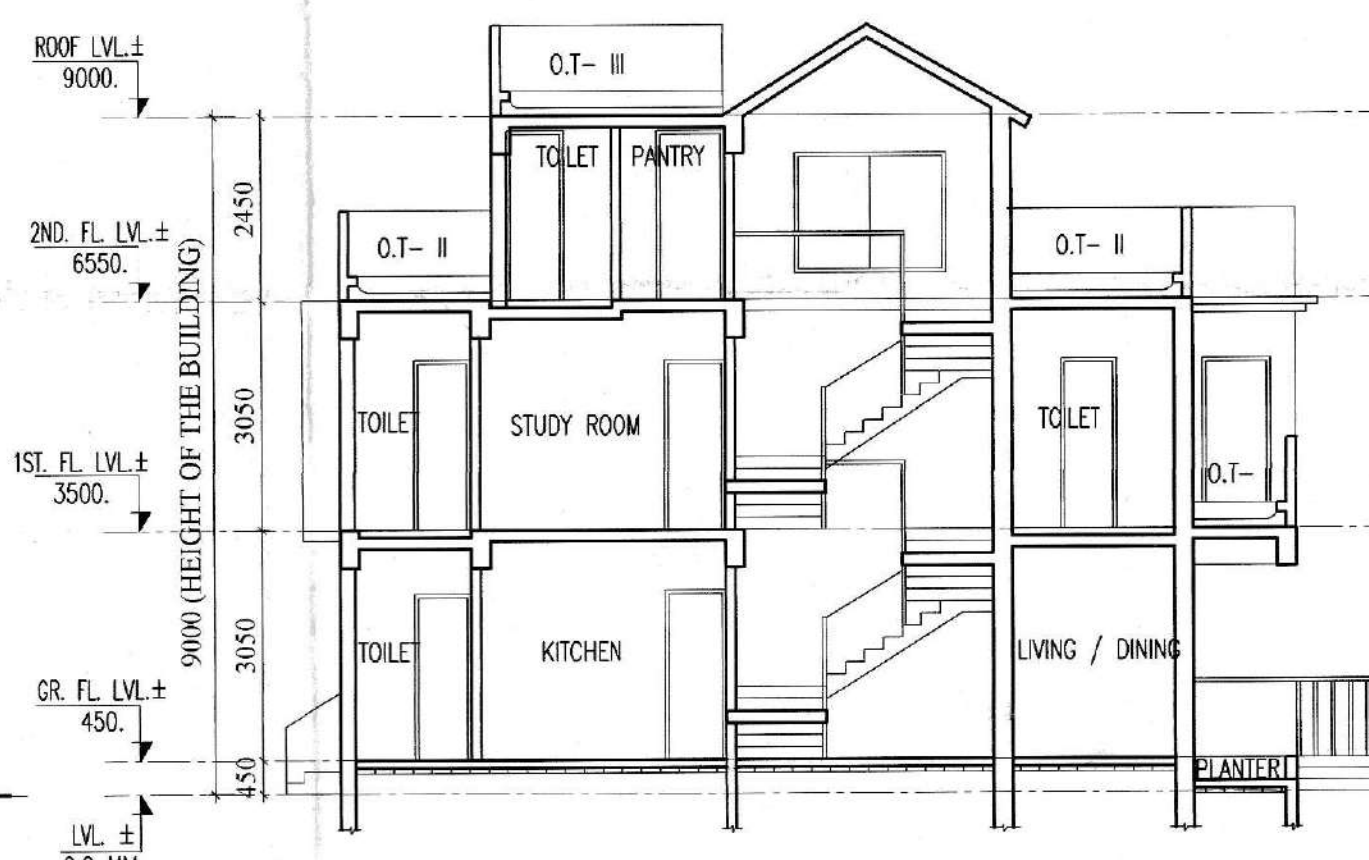 ROOF LVL.±
9000.
O.T- III
TOILET
PANTRY
2450
2ND. FL. LVL.±
6550.
O.T- II
O.T- II
9000 (HEIGHT OF THE BUILDING)
3050
TOILET
STUDY ROOM
TOILET
1ST. FL. LVL.±
3500.
O.T-
3050
TOILET
KITCHEN
LIVING / DINING
GR. FL. LVL.±
450.
450
PLANTER
LVL. ±